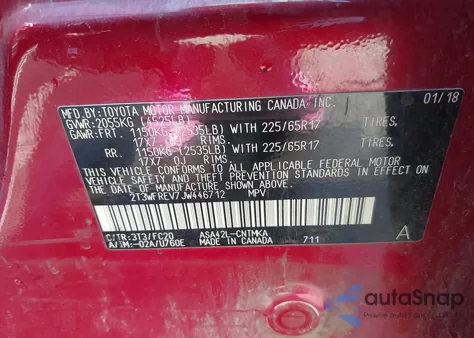 MFD.BY:TOYOTA MOTOR MANUFACTURING CANADA INC. 01/18
GVWR:2055KG (4525LB)
GAWR:FRT. 1150KG (2535LB) WITH 225/65R17 TIRES,
17X7.0J RIMS
RR. 1150KG (2535LB) WITH 225/65R17 TIRES,
17X7.0J RIMS
THIS VEHICLE CONFORMS TO ALL APPLICABLE FEDERAL MOTOR
VEHICLE SAFETY AND THEFT PREVENTION STANDARDS IN EFFECT ON
THE DATE OF MANUFACTURE SHOWN ABOVE.
2T3WFREV7JW446712 MPV
C/TR:3T3/FC20 ASA42L-CNTMKA A
A/TM:-02A/U760E MADE IN CANADA 711
autoSnap